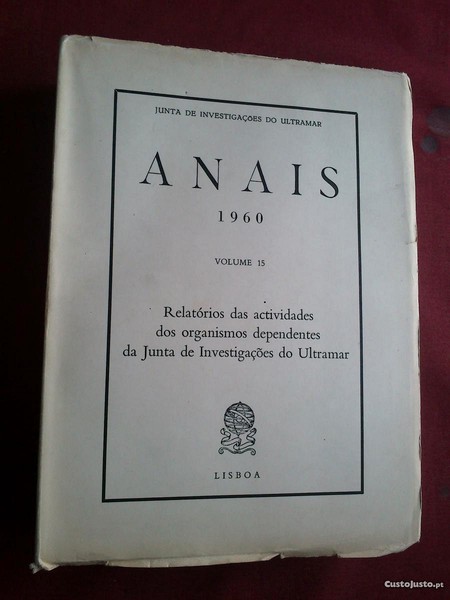 JUNTA DE INVESTIGAÇÕES DO ULTRAMAR
ANAIS
1960
VOLUME 15
Relatórios das actividades
dos organismos dependentes
da Junta de Investigações do Ultramar
LISBOA
CustoJusto.pt